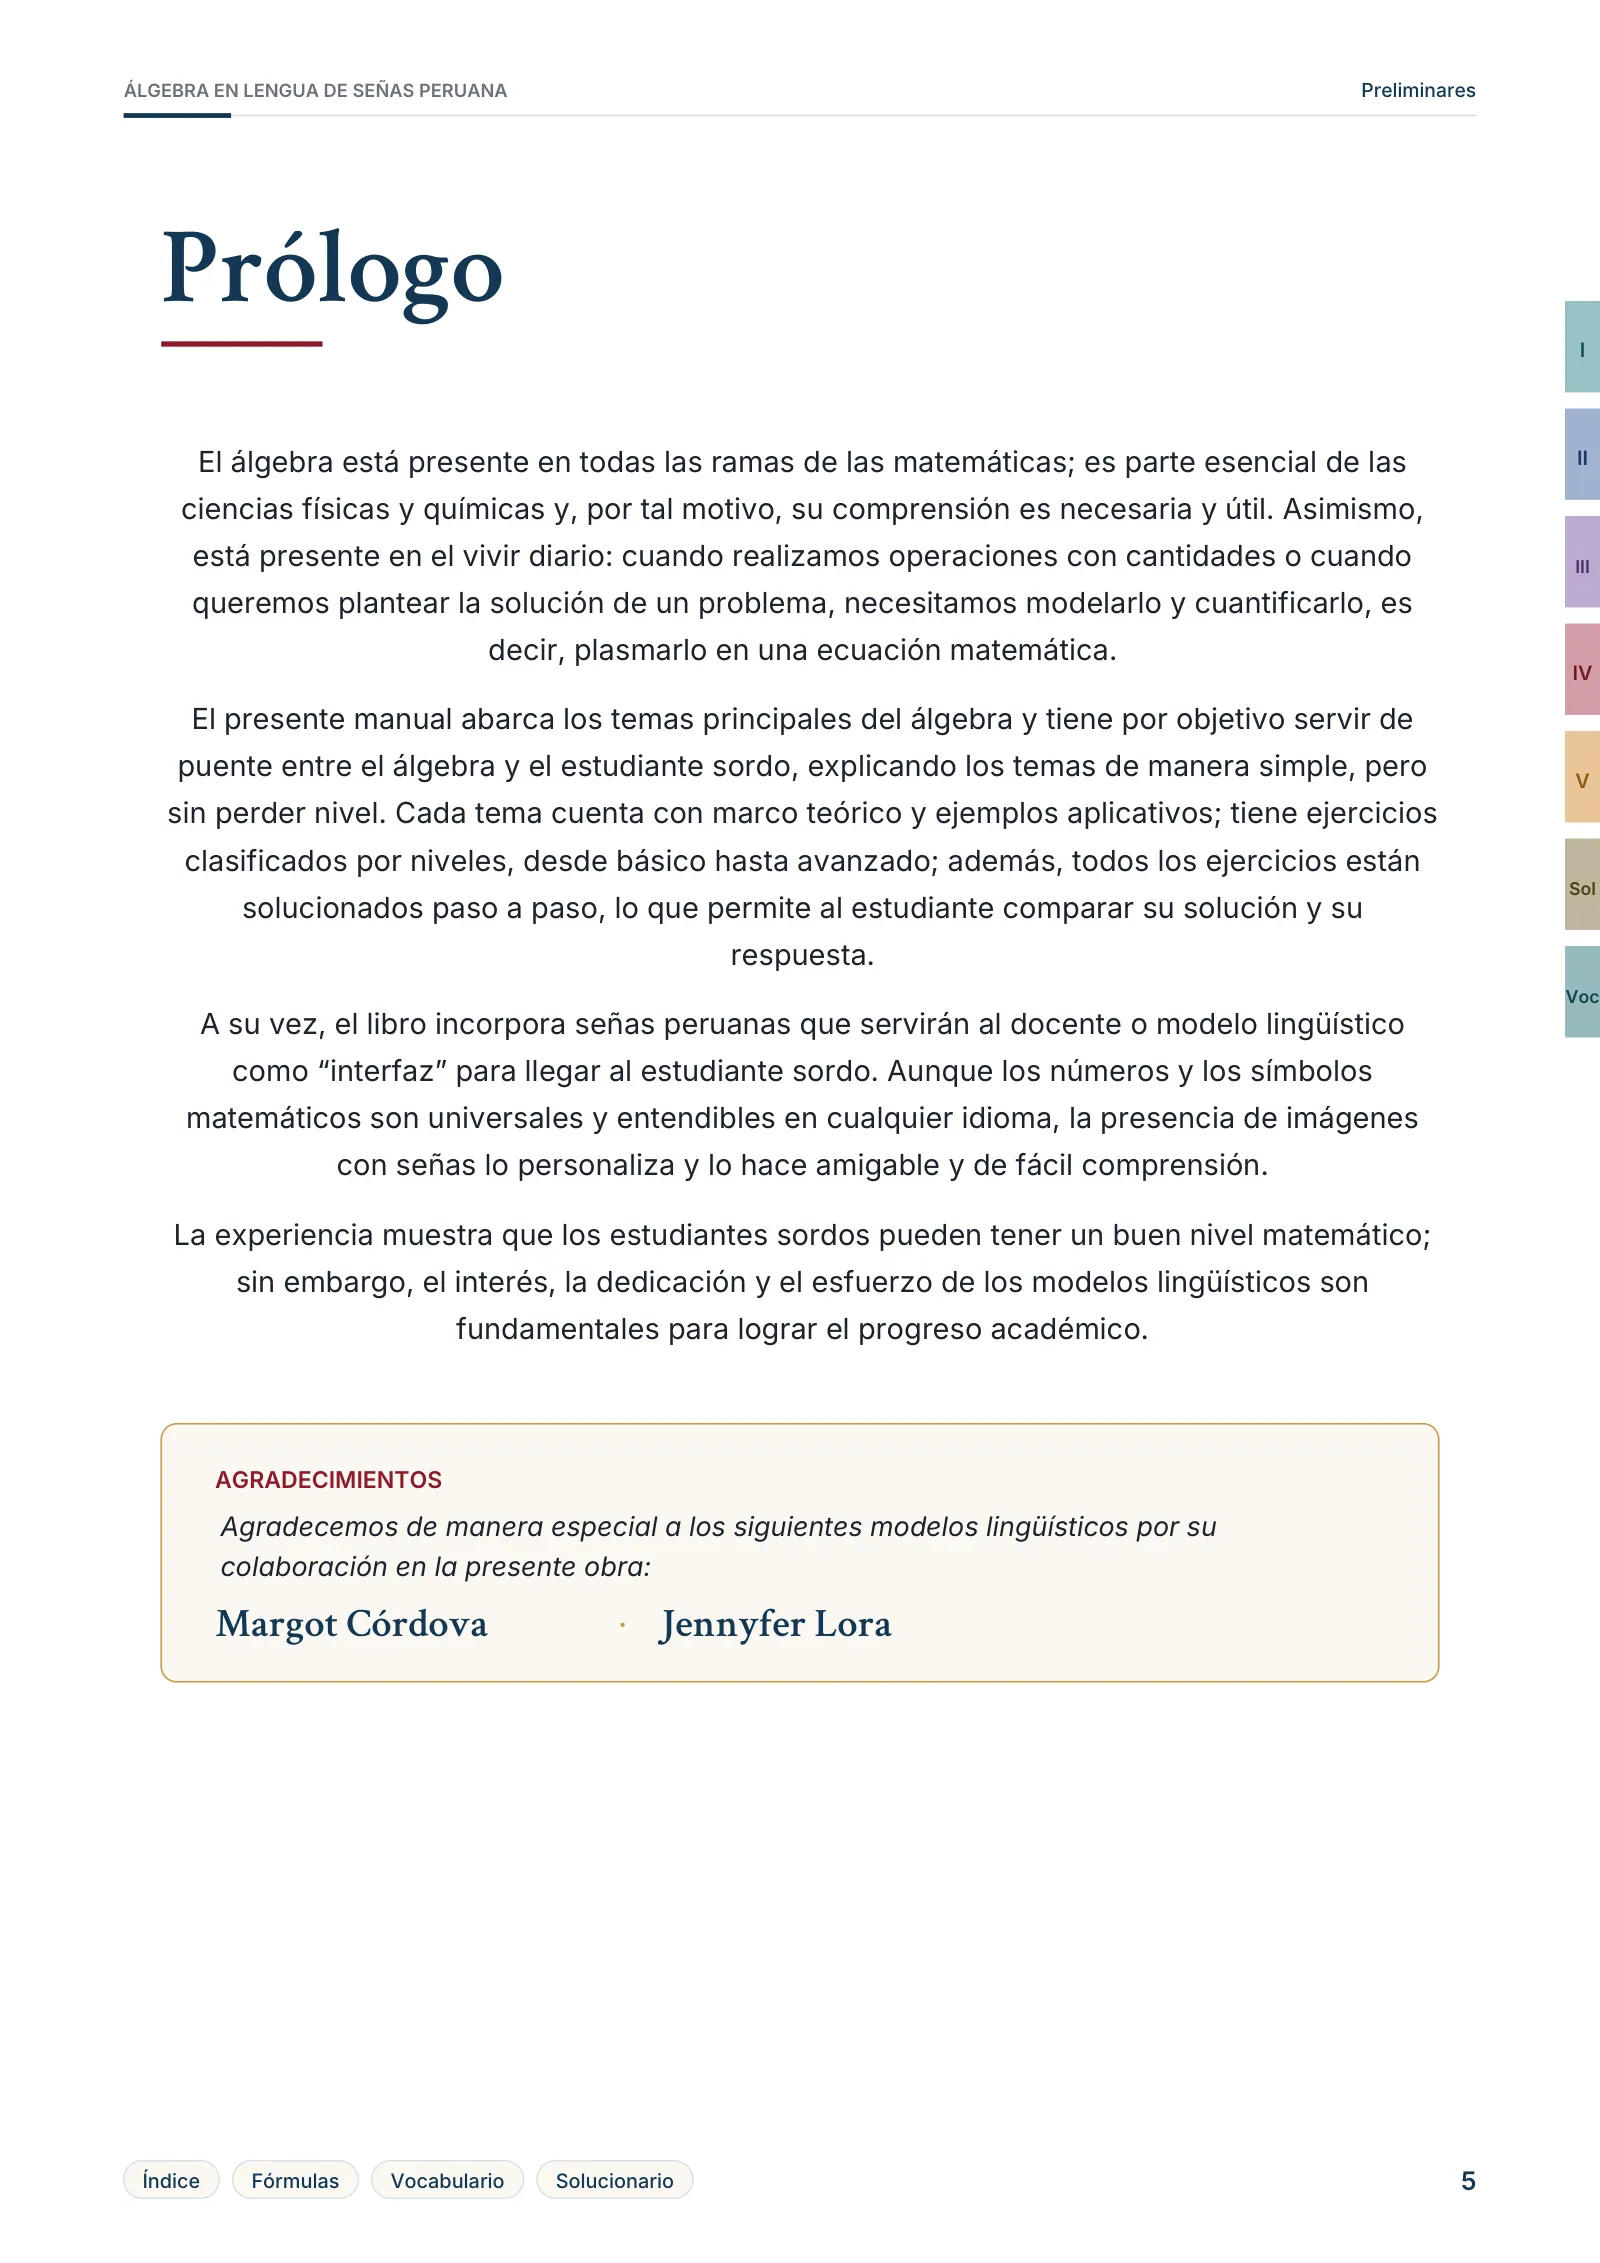 ÁLGEBRA EN LENGUA DE SEÑAS PERUANA
Preliminares
Prólogo
El álgebra está presente en todas las ramas de las matemáticas; es parte esencial de las
ciencias físicas y químicas y, por tal motivo, su comprensión es necesaria y útil. Asimismo,
está presente en el vivir diario: cuando realizamos operaciones con cantidades o cuando
queremos plantear la solución de un problema, necesitamos modelarlo y cuantificarlo, es
decir, plasmarlo en una ecuación matemática.
El presente manual abarca los temas principales del álgebra y tiene por objetivo servir de
puente entre el álgebra y el estudiante sordo, explicando los temas de manera simple, pero
sin perder nivel. Cada tema cuenta con marco teórico y ejemplos aplicativos; tiene ejercicios
clasificados por niveles, desde básico hasta avanzado; además, todos los ejercicios están
solucionados paso a paso, lo que permite al estudiante comparar su solución y su
respuesta.
A su vez, el libro incorpora señas peruanas que servirán al docente o modelo lingüístico
como “interfaz” para llegar al estudiante sordo. Aunque los números y los símbolos
matemáticos son universales y entendibles en cualquier idioma, la presencia de imágenes
con señas lo personaliza y lo hace amigable y de fácil comprensión.
La experiencia muestra que los estudiantes sordos pueden tener un buen nivel matemático;
sin embargo, el interés, la dedicación y el esfuerzo de los modelos lingüísticos son
fundamentales para lograr el progreso académico.
AGRADECIMIENTOS
Agradecemos de manera especial a los siguientes modelos lingüísticos por su
colaboración en la presente obra:
Margot Córdova · Jennyfer Lora
I
II
III
IV
V
Sol
Voc
Índice
Fórmulas
Vocabulario
Solucionario
5